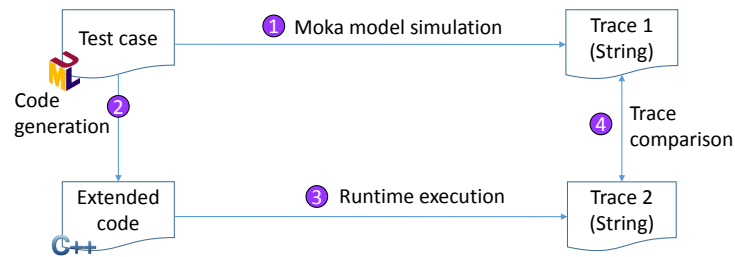 Test case
1 Moka model simulation
Trace 1
(String)
UML
Code
generation
2
4
Trace
comparison
Extended
code
3 Runtime execution
Trace 2
(String)
C++